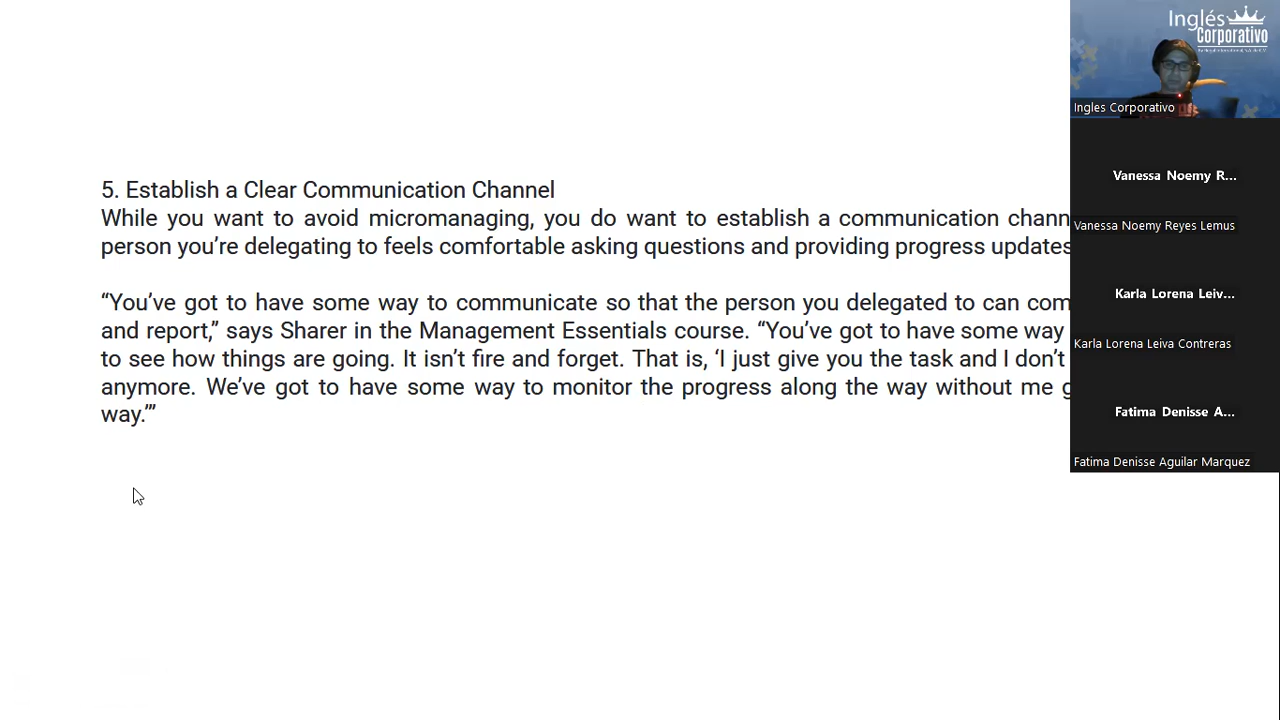 5. Establish a Clear Communication Channel
While you want to avoid micromanaging, you do want to establish a communication chann
person you’re delegating to feels comfortable asking questions and providing progress updates
“You’ve got to have some way to communicate so that the person you delegated to can com
and report,” says Sharer in the Management Essentials course. “You’ve got to have some way
to see how things are going. It isn’t fire and forget. That is, ‘I just give you the task and I don’t
anymore. We’ve got to have some way to monitor the progress along the way without me g
way.’”
Inglés
Corporativo
Ingles Corporativo
Vanessa Noemy R...
Vanessa Noemy Reyes Lemus
Karla Lorena Leiv...
Karla Lorena Leiva Contreras
Fatima Denisse A...
Fatima Denisse Aguilar Marquez